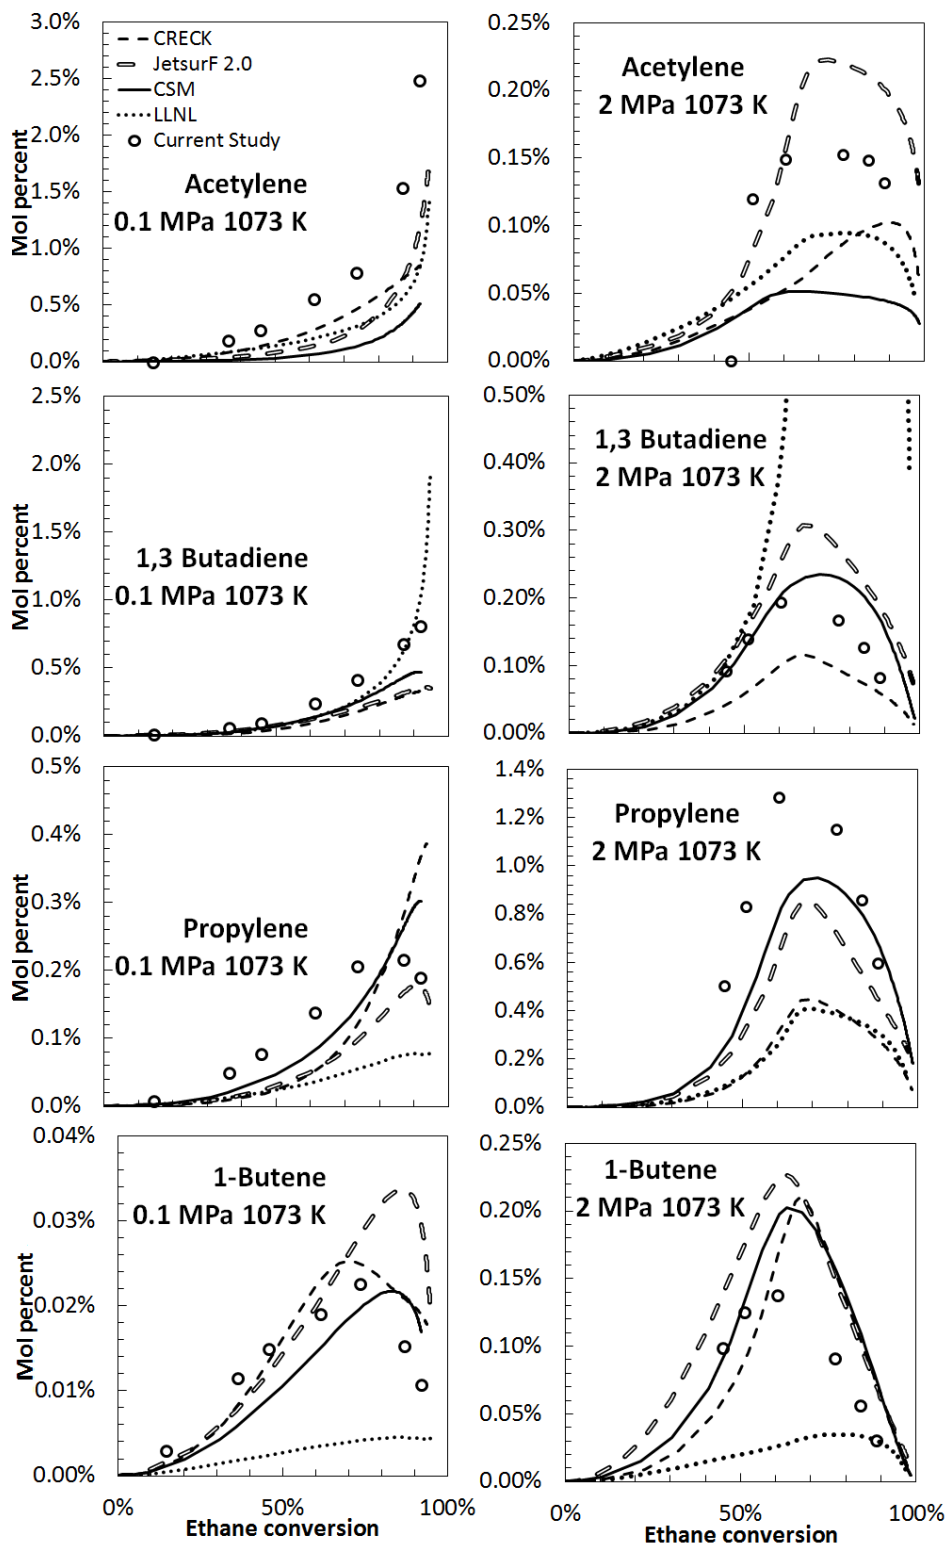 3.0%
2.5%
2.0%
1.5%
1.0%
0.5%
0.0%
Mol percent
CRECK
JetsurF 2.0
CSM
LLNL
Current Study
Acetylene
0.1 MPa 1073 K
0.25%
0.20%
0.15%
0.10%
0.05%
0.00%
Acetylene
2 MPa 1073 K
2.5%
2.0%
1.5%
1.0%
0.5%
0.0%
Mol percent
1,3 Butadiene
0.1 MPa 1073 K
0.50%
0.40%
0.30%
0.20%
0.10%
0.00%
1,3 Butadiene
2 MPa 1073 K
0.5%
0.4%
0.3%
0.2%
0.1%
0.0%
Mol percent
Propylene
0.1 MPa 1073 K
1.4%
1.2%
1.0%
0.8%
0.6%
0.4%
0.2%
0.0%
Propylene
2 MPa 1073 K
0.04%
0.03%
0.02%
0.01%
0.00%
Mol percent
1-Butene
0.1 MPa 1073 K
0% 50% 100%
Ethane conversion
0.25%
0.20%
0.15%
0.10%
0.05%
0.00%
1-Butene
2 MPa 1073 K
0% 50% 100%
Ethane conversion